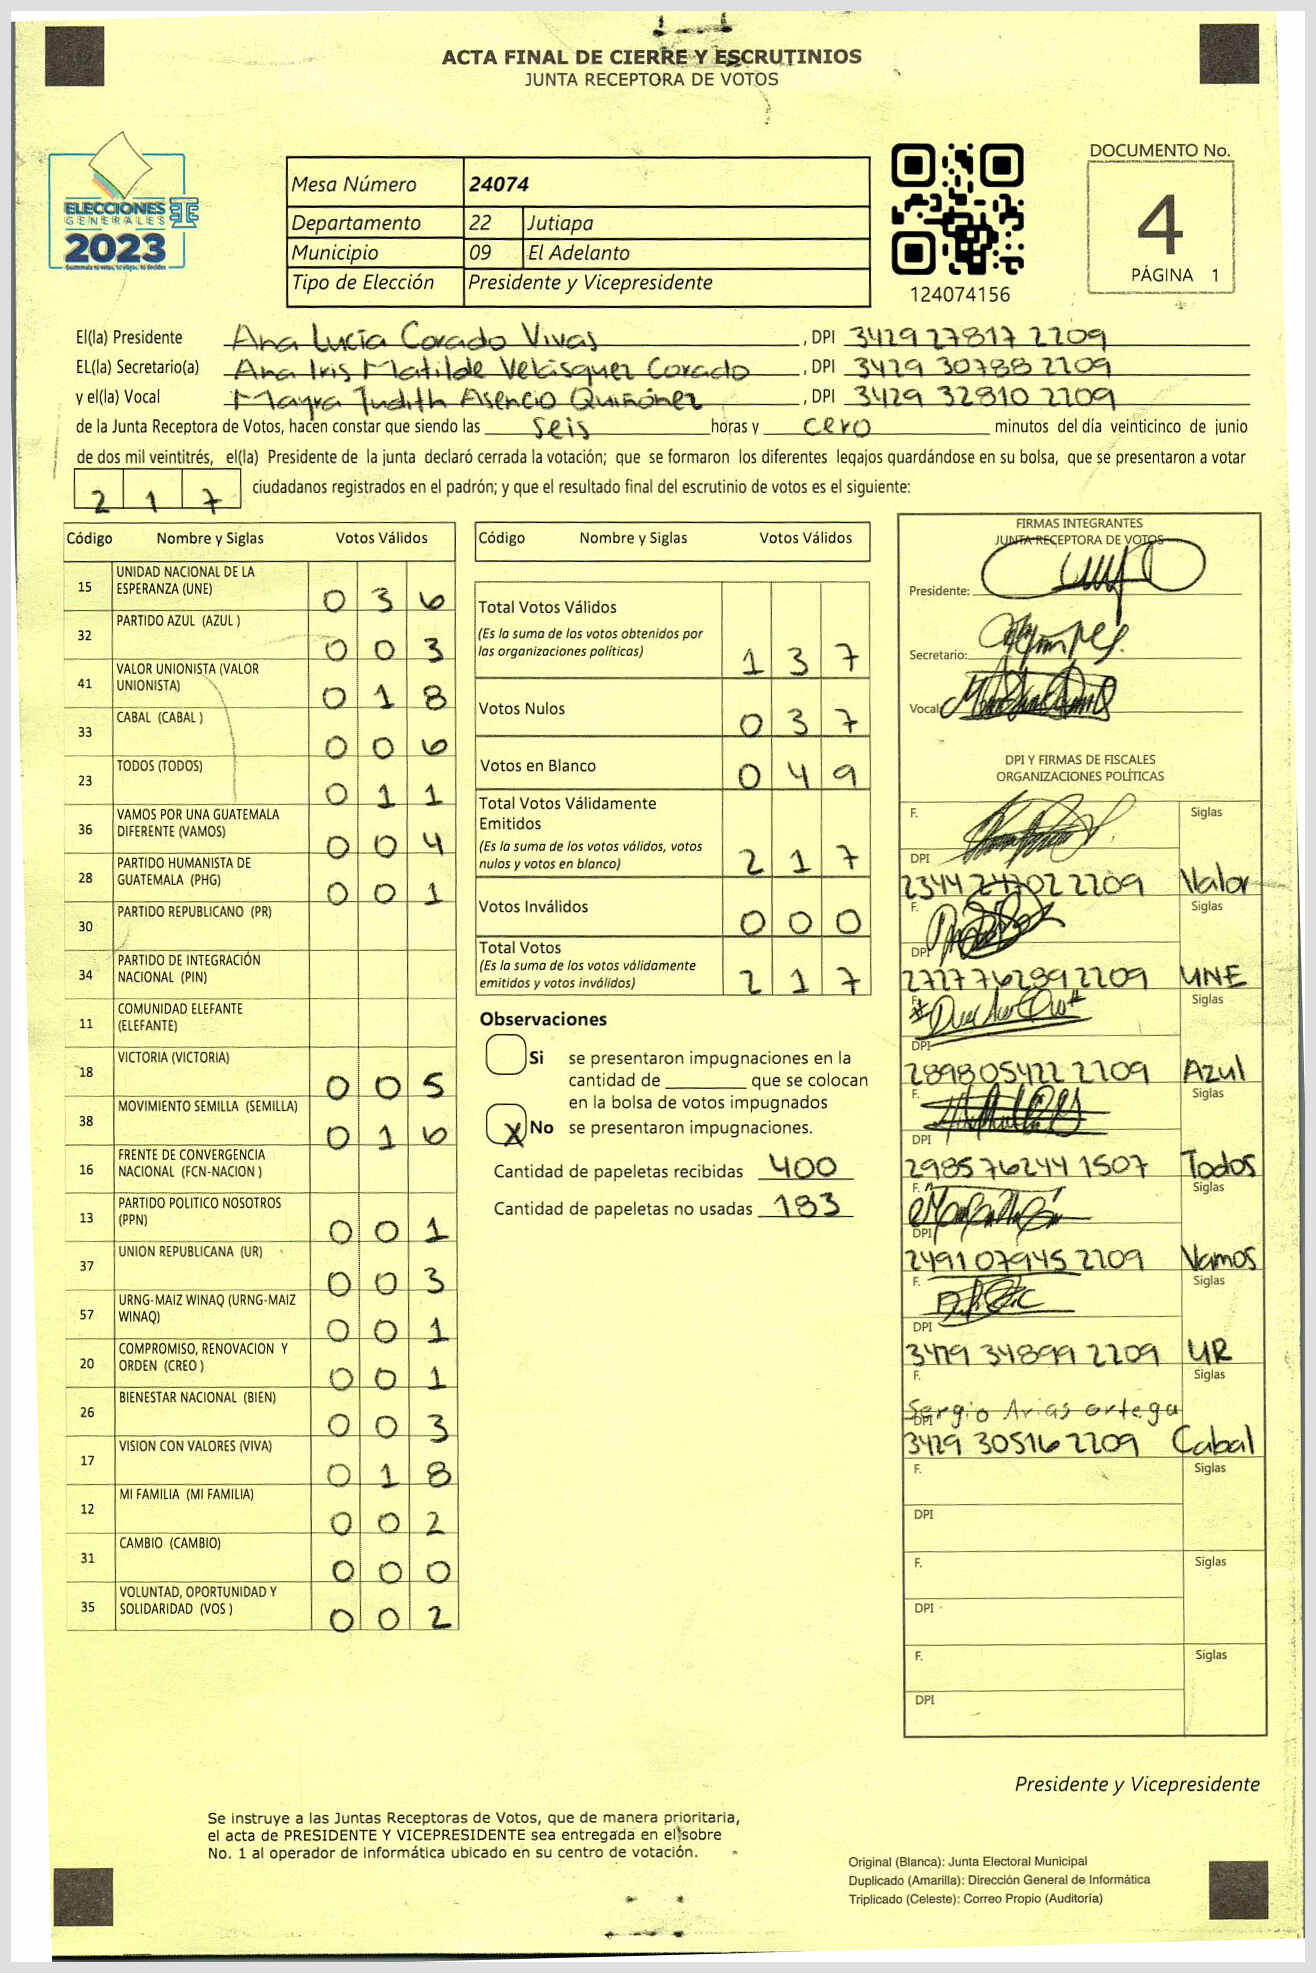 ACTA FINAL DE CIERRE Y ESCRUTINIOS
JUNTA RECEPTORA DE VOTOS
ELECCIONES
GENERALES
2023
Guatemala tú votas, tú eliges, tú decides
Mesa Número 24074
Departamento 22 Jutiapa
Municipio 09 El Adelanto
Tipo de Elección Presidente y Vicepresidente
124074156
DOCUMENTO No.
4
PÁGINA 1
El(la) Presidente Ana Lucía Corado Vivas, DPI 3429 27817 2209
EL(la) Secretario(a) Ana Iris Matilde Velásquez Corado, DPI 3429 30788 2209
y el(la) Vocal Mayra Judith Asencio Quiñónez, DPI 3429 32810 2209
de la Junta Receptora de Votos, hacen constar que siendo las seis horas y cero minutos del día veinticinco de junio
de dos mil veintitrés, el(la) Presidente de la junta declaró cerrada la votación; que se formaron los diferentes legajos guardándose en su bolsa, que se presentaron a votar
217 ciudadanos registrados en el padrón; y que el resultado final del escrutinio de votos es el siguiente:
Código Nombre y Siglas Votos Válidos
15 UNIDAD NACIONAL DE LA ESPERANZA (UNE) 0 3 6
32 PARTIDO AZUL (AZUL ) 0 0 3
41 VALOR UNIONISTA (VALOR UNIONISTA) 0 1 8
33 CABAL (CABAL ) 0 0 6
23 TODOS (TODOS) 0 1 1
36 VAMOS POR UNA GUATEMALA DIFERENTE (VAMOS) 0 0 4
28 PARTIDO HUMANISTA DE GUATEMALA (PHG) 0 0 1
30 PARTIDO REPUBLICANO (PR)
34 PARTIDO DE INTEGRACIÓN NACIONAL (PIN)
11 COMUNIDAD ELEFANTE (ELEFANTE)
18 VICTORIA (VICTORIA) 0 0 5
38 MOVIMIENTO SEMILLA (SEMILLA) 0 1 6
16 FRENTE DE CONVERGENCIA NACIONAL (FCN-NACION )
13 PARTIDO POLITICO NOSOTROS (PPN) 0 0 1
37 UNION REPUBLICANA (UR) 0 0 3
57 URNG-MAIZ WINAQ (URNG-MAIZ WINAQ) 0 0 1
20 COMPROMISO, RENOVACION Y ORDEN (CREO ) 0 0 1
26 BIENESTAR NACIONAL (BIEN) 0 0 3
17 VISION CON VALORES (VIVA) 0 1 8
12 MI FAMILIA (MI FAMILIA) 0 0 2
31 CAMBIO (CAMBIO) 0 0 0
35 VOLUNTAD, OPORTUNIDAD Y SOLIDARIDAD (VOS ) 0 0 2
Código Nombre y Siglas Votos Válidos
Total Votos Válidos
(Es la suma de los votos obtenidos por
las organizaciones políticas) 1 3 7
Votos Nulos 0 3 7
Votos en Blanco 0 4 9
Total Votos Válidamente
Emitidos
(Es la suma de los votos válidos, votos
nulos y votos en blanco) 2 1 7
Votos Inválidos 0 0 0
Total Votos
(Es la suma de los votos válidamente
emitidos y votos inválidos) 2 1 7
Observaciones
Si se presentaron impugnaciones en la
cantidad de ________ que se colocan
en la bolsa de votos impugnados
X No se presentaron impugnaciones.
Cantidad de papeletas recibidas 400
Cantidad de papeletas no usadas 183
FIRMAS INTEGRANTES
JUNTA RECEPTORA DE VOTOS
Presidente:
Secretario:
Vocal
DPI Y FIRMAS DE FISCALES
ORGANIZACIONES POLÍTICAS
F. Siglas
DPI
2344 24702 2209 Valor
F. Siglas
DPI
2727 76289 2209 UNE
F. Siglas
DPI
2898 05422 2209 Azul
F. Siglas
DPI
2985 76244 1507 Todos
F. Siglas
DPI
2491 07945 2209 Vamos
F. Siglas
DPI
3479 34899 2209 UR
F. Siglas
Sergio Arias Ortega
DPI
3429 30516 2209 Cabal
F. Siglas
DPI
F. Siglas
DPI
F. Siglas
DPI
Presidente y Vicepresidente
Se instruye a las Juntas Receptoras de Votos, que de manera prioritaria,
el acta de PRESIDENTE Y VICEPRESIDENTE sea entregada en el sobre
No. 1 al operador de informática ubicado en su centro de votación.
Original (Blanca): Junta Electoral Municipal
Duplicado (Amarilla): Dirección General de Informática
Triplicado (Celeste): Correo Propio (Auditoría)